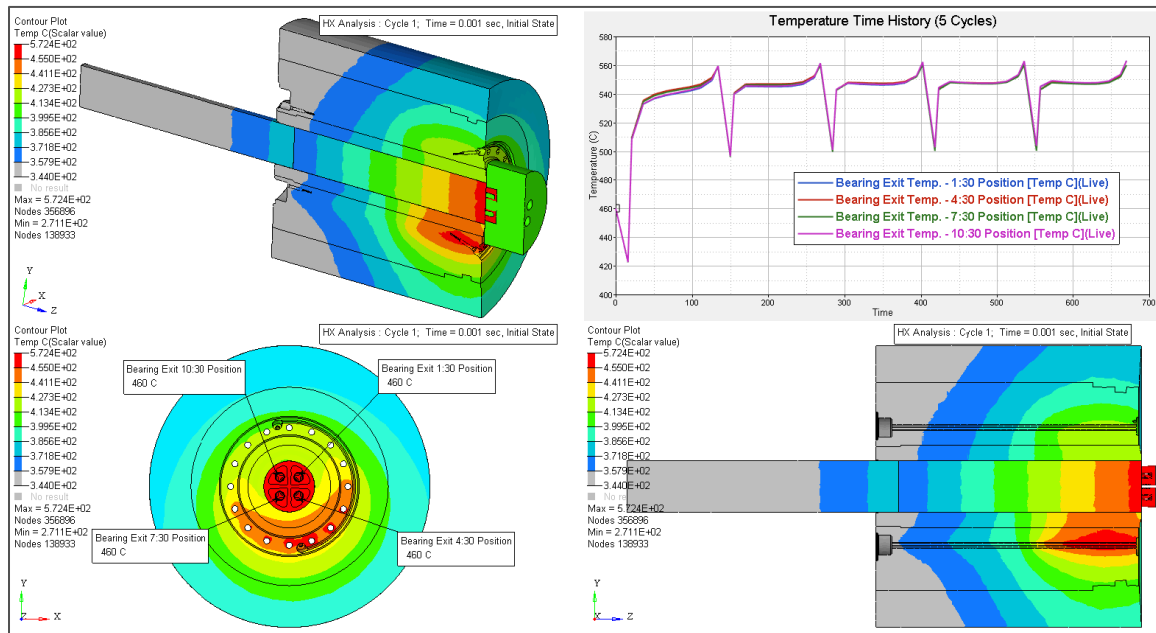 Contour Plot
Temp C(Scalar value)
5.724E+02
4.550E+02
4.411E+02
4.273E+02
4.134E+02
3.995E+02
3.856E+02
3.718E+02
3.579E+02
3.440E+02
No result
Max = 5.724E+02
Nodes 356896
Min = 2.711E+02
Nodes 138933
HX Analysis : Cycle 1;  Time = 0.001 sec, Initial State
Y
X
Z
Temperature Time History (5 Cycles)
Temperature (C)
580
560
540
520
500
480
460
440
420
400
0
100
200
300
400
500
600
700
Time
Bearing Exit Temp. - 1:30 Position [Temp C](Live)
Bearing Exit Temp. - 4:30 Position [Temp C](Live)
Bearing Exit Temp. - 7:30 Position [Temp C](Live)
Bearing Exit Temp. - 10:30 Position [Temp C](Live)
Contour Plot
Temp C(Scalar value)
5.724E+02
4.550E+02
4.411E+02
4.273E+02
4.134E+02
3.995E+02
3.856E+02
3.718E+02
3.579E+02
3.440E+02
No result
Max = 5.724E+02
Nodes 356896
Min = 2.711E+02
Nodes 138933
HX Analysis : Cycle 1;  Time = 0.001 sec, Initial State
Bearing Exit 10:30 Position
460 C
Bearing Exit 1:30 Position
460 C
Bearing Exit 7:30 Position
460 C
Bearing Exit 4:30 Position
460 C
Y
Z
X
Contour Plot
Temp C(Scalar value)
5.724E+02
4.550E+02
4.411E+02
4.273E+02
4.134E+02
3.995E+02
3.856E+02
3.718E+02
3.579E+02
3.440E+02
No re
Max = 5.724E+02
Nodes 356896
Min = 2.711E+02
Nodes 138933
HX Analysis : Cycle 1;  Time = 0.001 sec, Initial State
Y
X
Z